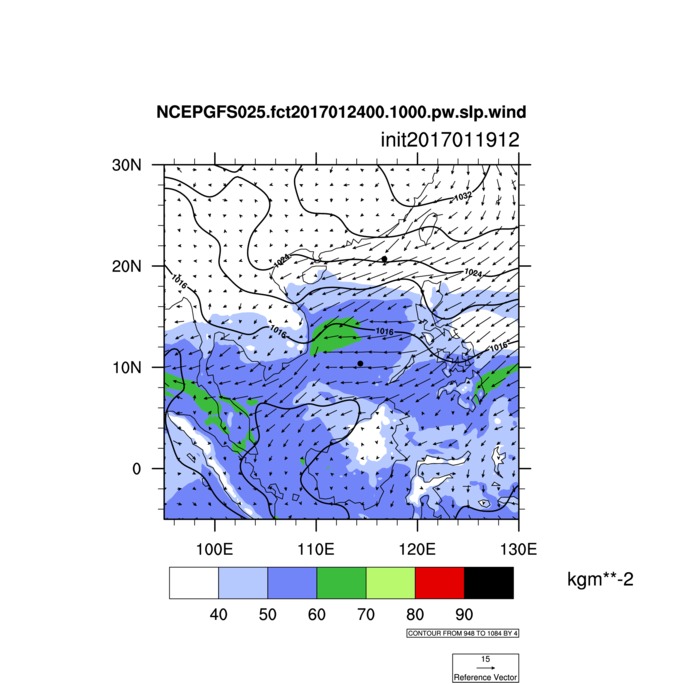 NCEPGFS025.fct2017012400.1000.pw.slp.wind
init2017011912
30N
1032
20N
1024
1024
1016
1016
1016
1016
10N
0
100E
110E
120E
130E
kgm**-2
40
50
60
70
80
90
CONTOUR FROM 948 TO 1084 BY 4
15
Reference Vector